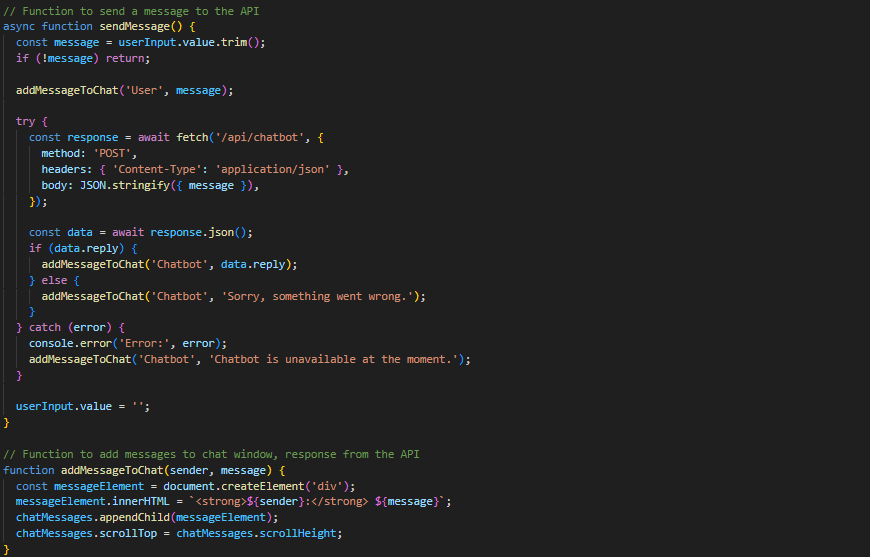 // Function to send a message to the API
async function sendMessage() {
  const message = userInput.value.trim();
  if (!message) return;

  addMessageToChat('User', message);

  try {
    const response = await fetch('/api/chatbot', {
      method: 'POST',
      headers: { 'Content-Type': 'application/json' },
      body: JSON.stringify({ message }),
    });

    const data = await response.json();
    if (data.reply) {
      addMessageToChat('Chatbot', data.reply);
    } else {
      addMessageToChat('Chatbot', 'Sorry, something went wrong.');
    }
  } catch (error) {
    console.error('Error:', error);
    addMessageToChat('Chatbot', 'Chatbot is unavailable at the moment.');
  }

  userInput.value = '';
}

// Function to add messages to chat window, response from the API
function addMessageToChat(sender, message) {
  const messageElement = document.createElement('div');
  messageElement.innerHTML = `<strong>${sender}:</strong> ${message}`;
  chatMessages.appendChild(messageElement);
  chatMessages.scrollTop = chatMessages.scrollHeight;
}